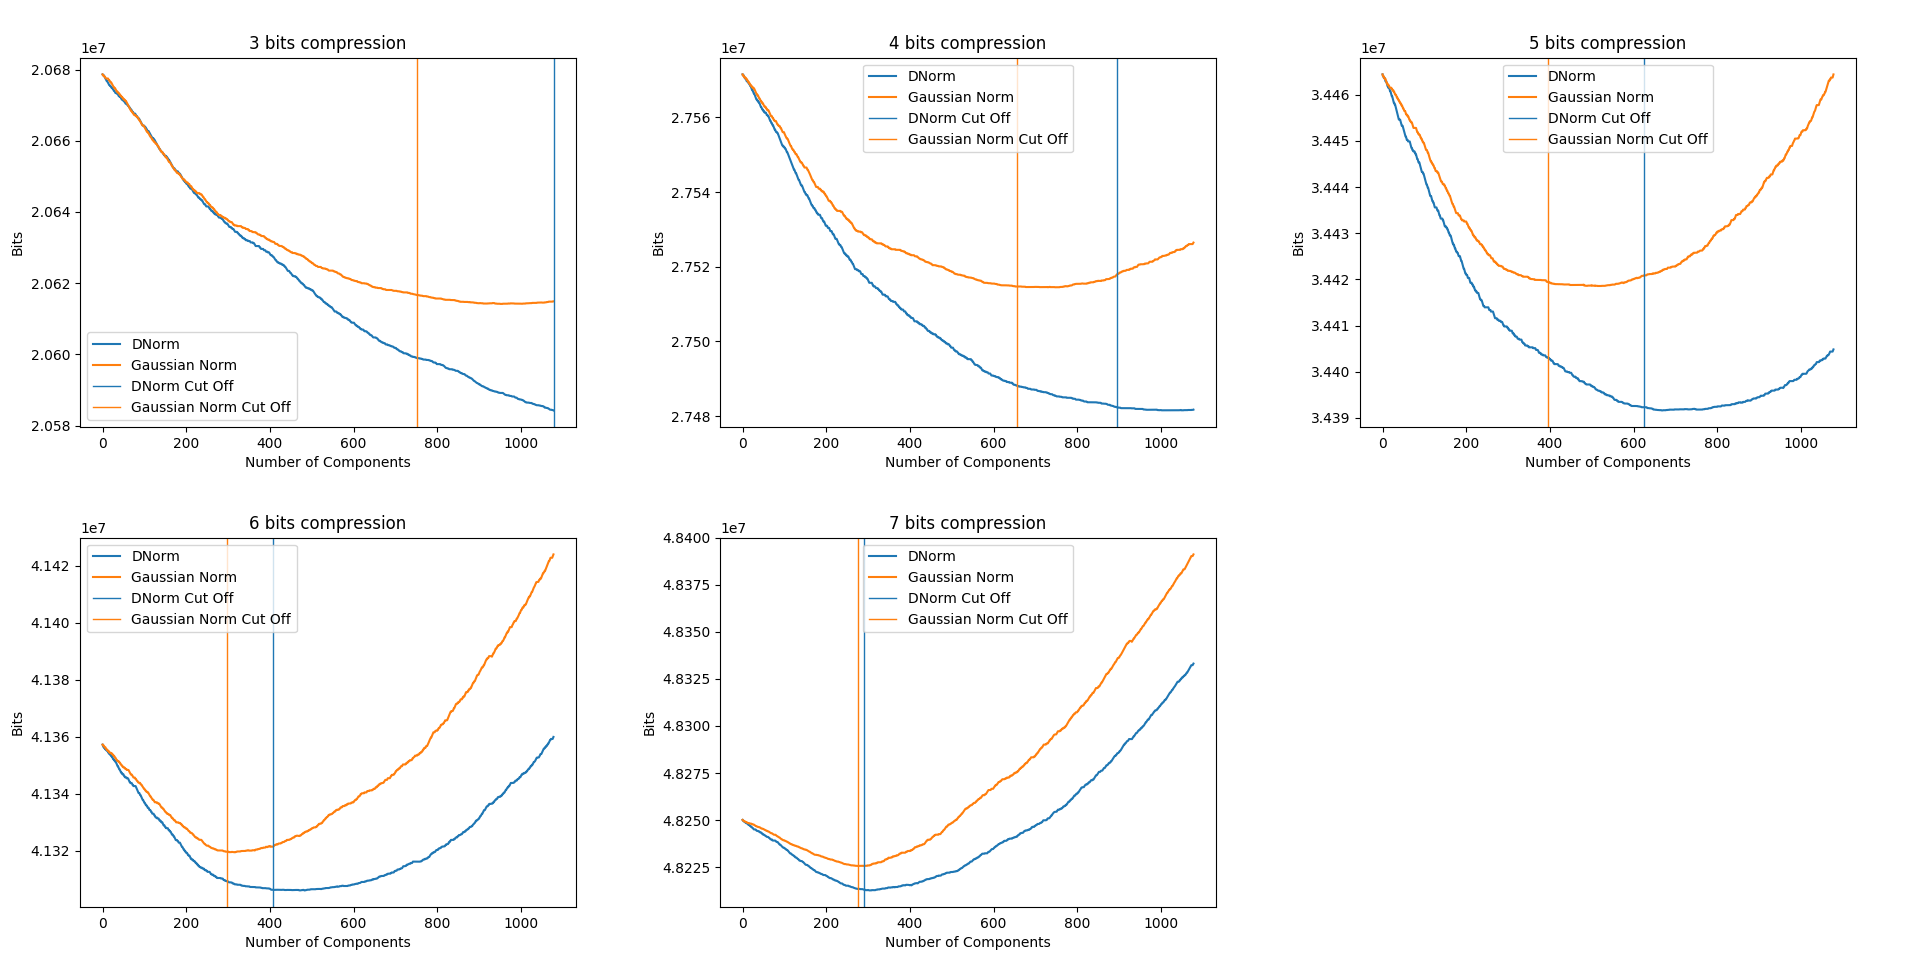 3 bits compression
1e7
2.068
2.066
2.064
2.062
2.060
2.058
Bits
DNorm
Gaussian Norm
DNorm Cut Off
Gaussian Norm Cut Off
0 200 400 600 800 1000
Number of Components
4 bits compression
1e7
2.756
2.754
2.752
2.750
2.748
Bits
DNorm
Gaussian Norm
DNorm Cut Off
Gaussian Norm Cut Off
0 200 400 600 800 1000
Number of Components
5 bits compression
1e7
3.446
3.445
3.444
3.443
3.442
3.441
3.440
3.439
Bits
DNorm
Gaussian Norm
DNorm Cut Off
Gaussian Norm Cut Off
0 200 400 600 800 1000
Number of Components
6 bits compression
1e7
4.142
4.140
4.138
4.136
4.134
4.132
Bits
DNorm
Gaussian Norm
DNorm Cut Off
Gaussian Norm Cut Off
0 200 400 600 800 1000
Number of Components
7 bits compression
1e7
4.8400
4.8375
4.8350
4.8325
4.8300
4.8275
4.8250
4.8225
Bits
DNorm
Gaussian Norm
DNorm Cut Off
Gaussian Norm Cut Off
0 200 400 600 800 1000
Number of Components